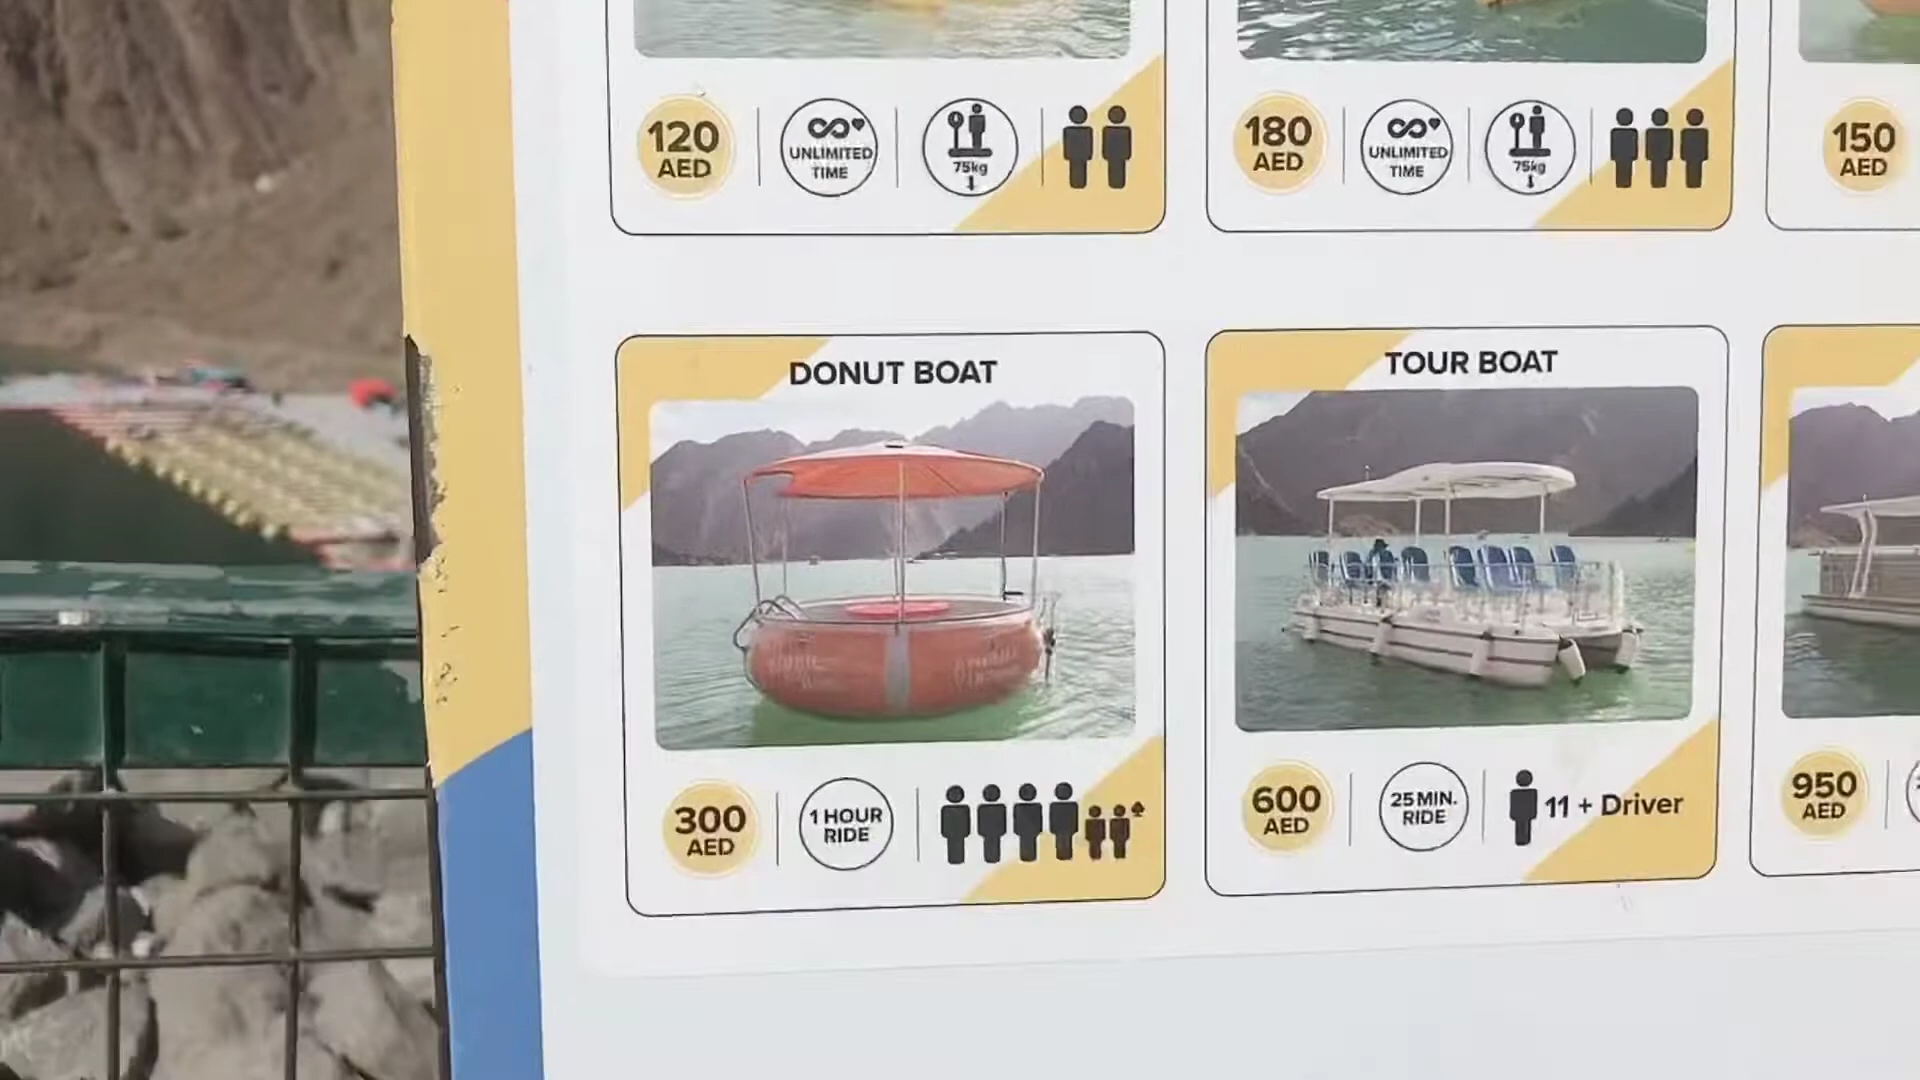 120
AED
UNLIMITED
TIME
75kg
180
AED
UNLIMITED
TIME
75kg
150
AED
DONUT BOAT
300
AED
1 HOUR
RIDE
TOUR BOAT
600
AED
25 MIN.
RIDE
11 + Driver
950
AED